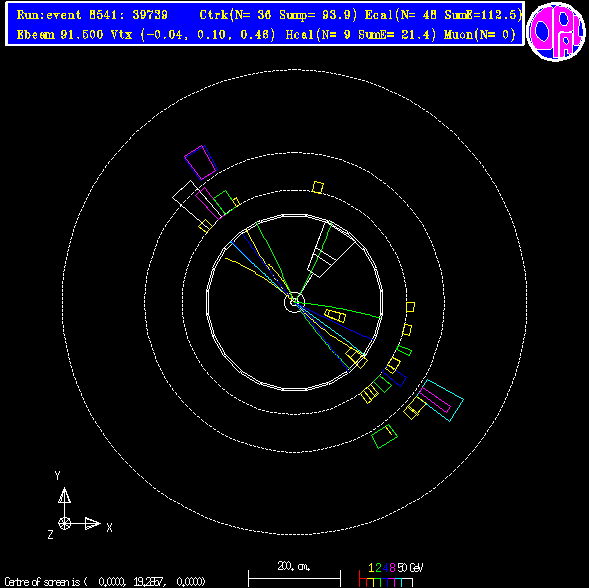 Run:event 8541: 39739 Ctrk(N= 36 Sump= 93.9) Ecal(N= 48 SumE=112.5)
Ebeam 91.500 Vtx (-0.04, 0.10, 0.46) Hcal(N= 9 SumE= 21.4) Muon(N= 0)
OPAL
Y
X
Z
200. cm.
1 2 4 8 50 GeV
Centre of screen is ( 0.0000, 19.2857, 0.0000)